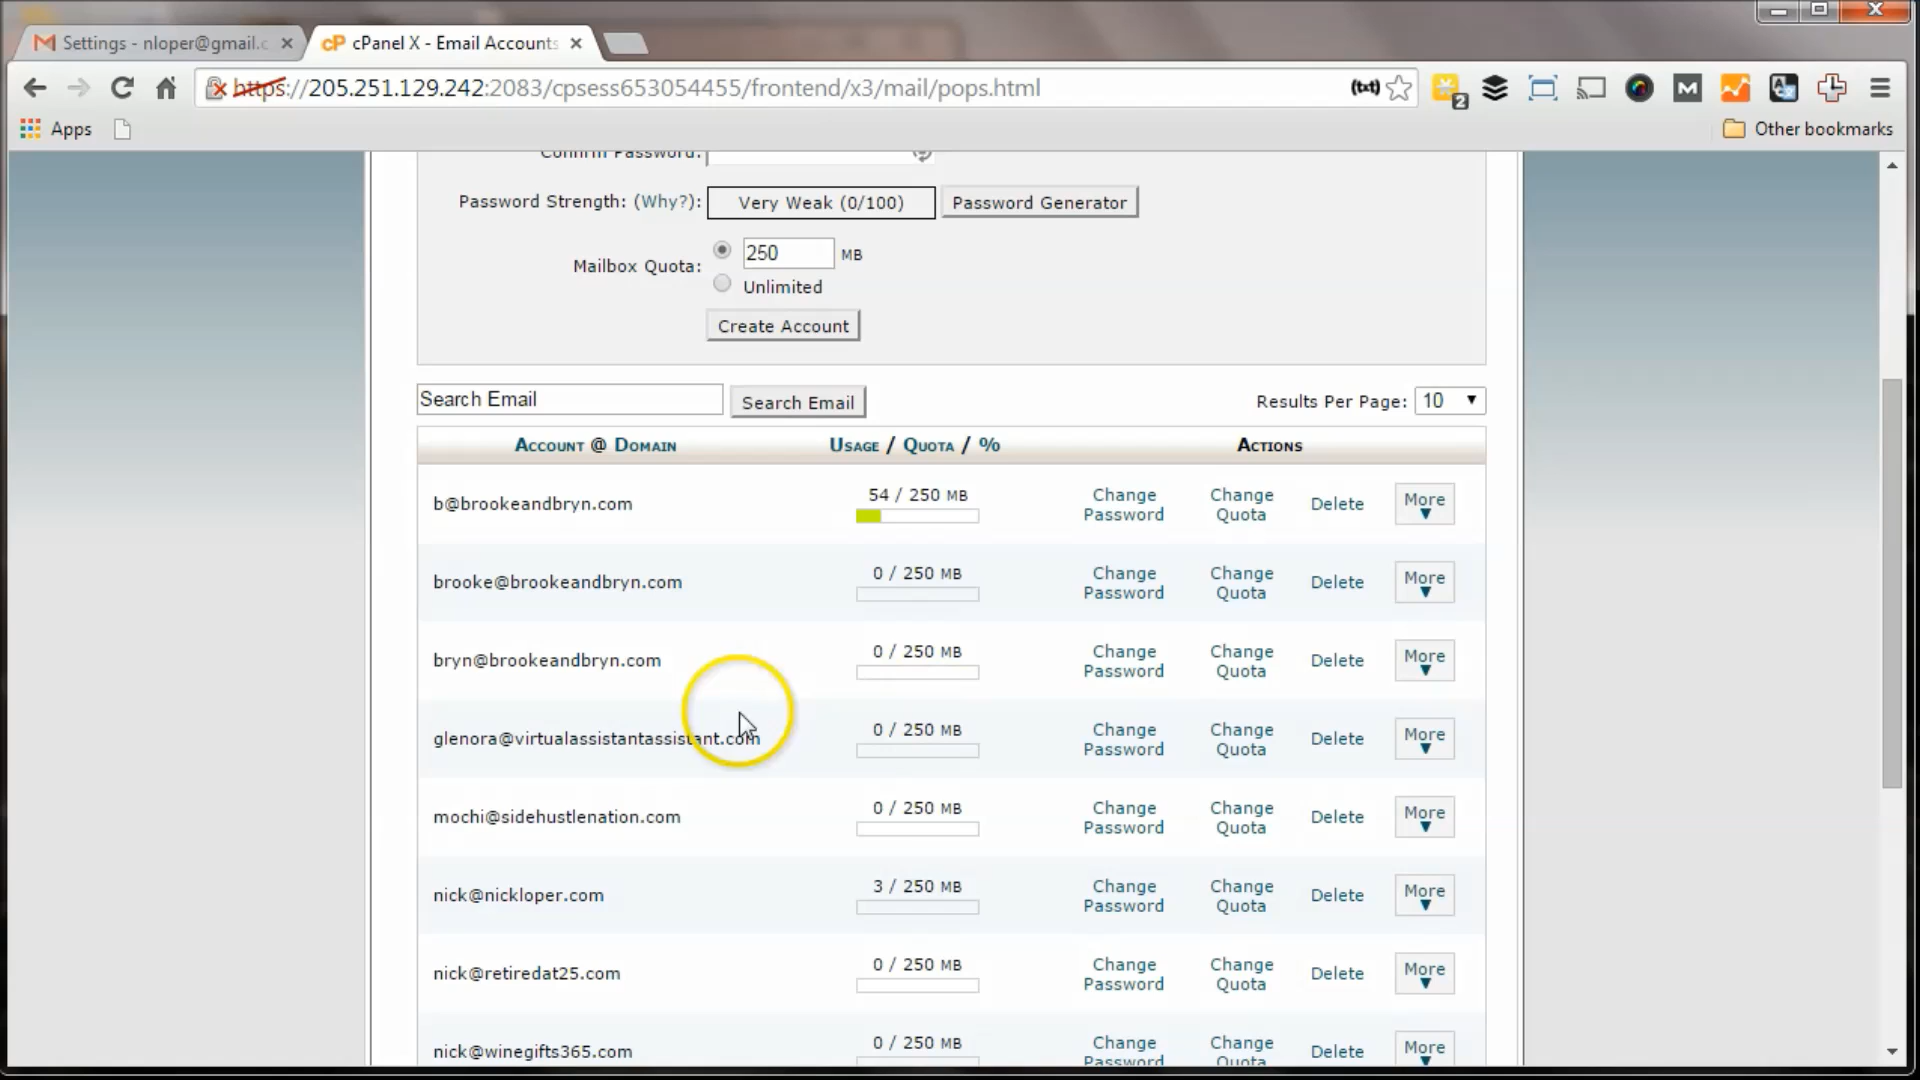 Settings - nloper@gmail.c
cPanel X - Email Accounts
https://205.251.129.242:2083/cpsess653054455/frontend/x3/mail/pops.html
(txt)
2
M
Apps
Other bookmarks
Confirm Password:
Password Strength: (Why?): Very Weak (0/100) Password Generator
Mailbox Quota: 250 MB
Unlimited
Create Account
Search Email Search Email Results Per Page: 10
Account @ Domain Usage / Quota / % Actions
b@brookeandbryn.com 54 / 250 MB Change Password Change Quota Delete More
brooke@brookeandbryn.com 0 / 250 MB Change Password Change Quota Delete More
bryn@brookeandbryn.com 0 / 250 MB Change Password Change Quota Delete More
glenora@virtualassistantassistant.com 0 / 250 MB Change Password Change Quota Delete More
mochi@sidehustlenation.com 0 / 250 MB Change Password Change Quota Delete More
nick@nickloper.com 3 / 250 MB Change Password Change Quota Delete More
nick@retiredat25.com 0 / 250 MB Change Password Change Quota Delete More
nick@winegifts365.com 0 / 250 MB Change Password Change Quota Delete More